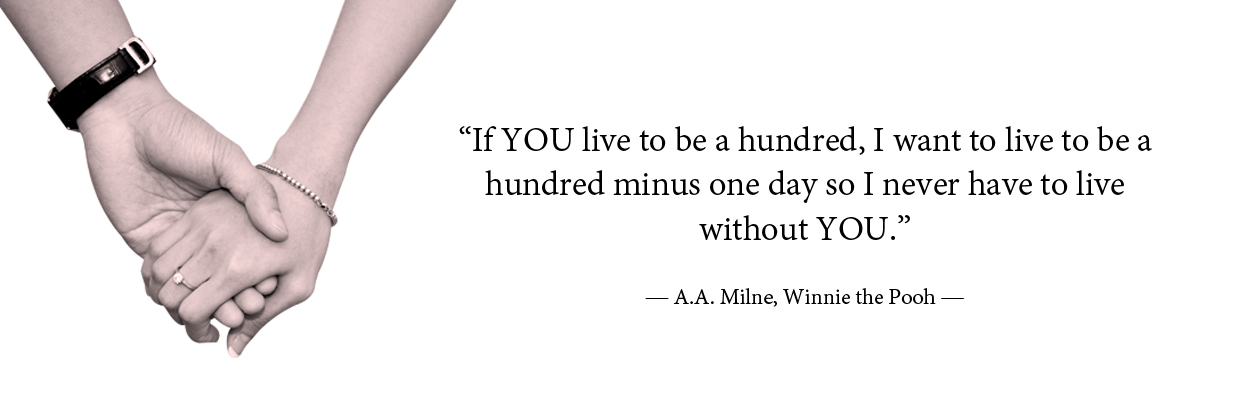 “If YOU live to be a hundred, I want to live to be a
hundred minus one day so I never have to live
without YOU.”
— A.A. Milne, Winnie the Pooh —